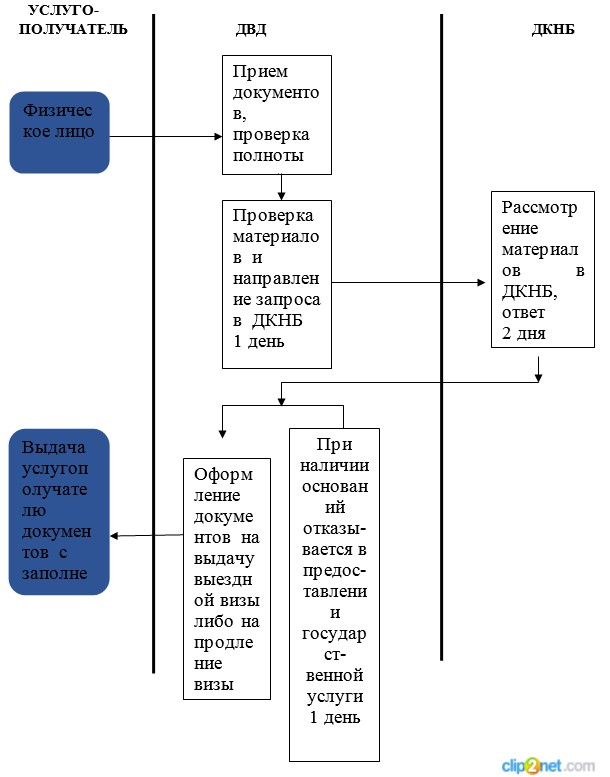 УСЛУГО-
ПОЛУЧАТЕЛЬ
ДВД
ДКНБ
Физичес
кое лицо
Прием
документо
в,
проверка
полноты
Проверка
материало
в и
направлен
ие запроса
в ДКНБ
1 день
Рассмотр
ение
материал
ов в
ДКНБ,
ответ
2 дня
Выдача
услугоп
олучате
лю
докумен
тов с
заполне
Оформ
ление
докуме
нтов на
выдачу
выездн
ой визы
либо на
продле
ние
визы
При
наличии
основан
ий
отказы-
вается в
предос-
тавлени
и
государ
ст-
венной
услуги
1 день
clip2net.com